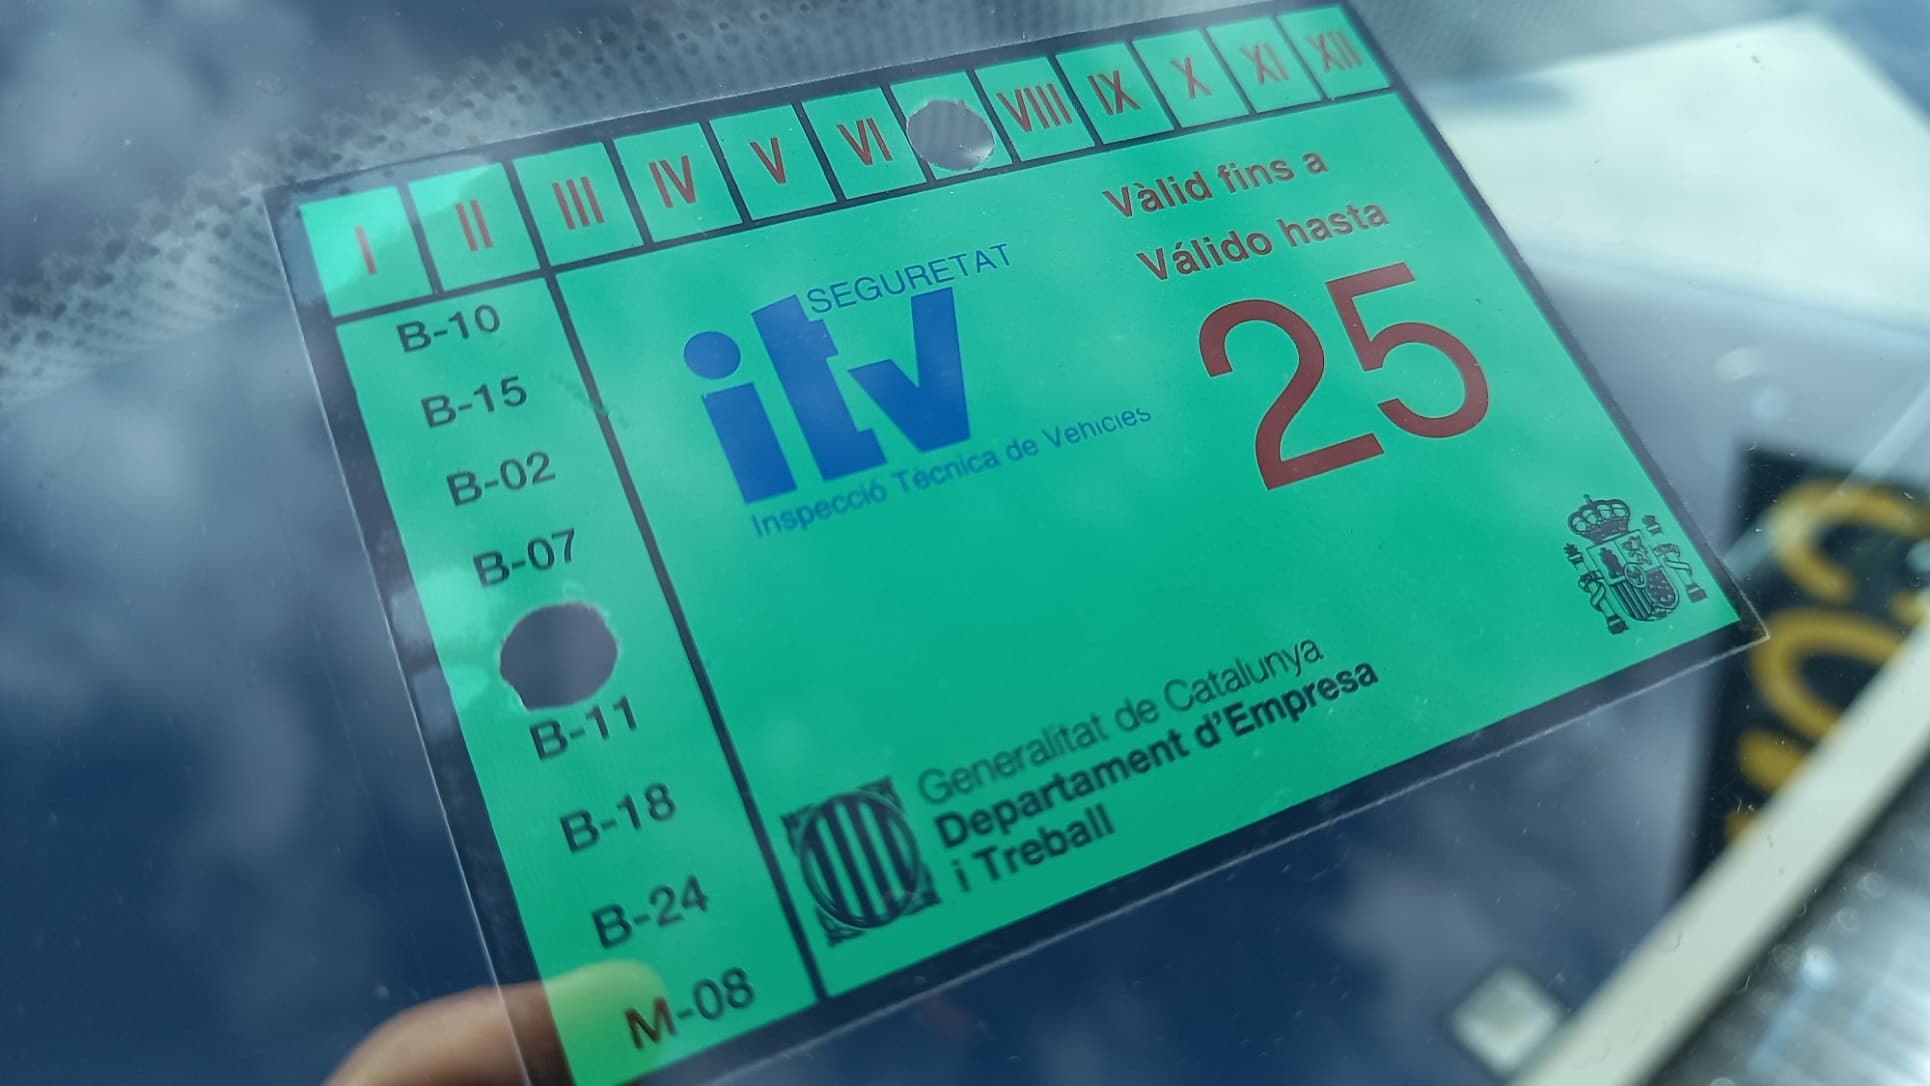 I II III IV V VI VIII IX X XI XII
Vàlid fins a
Válido hasta
25
SEGURETAT
itv
Inspecció Tècnica de Vehicles
B-10
B-15
B-02
B-07
B-11
B-18
B-24
M-08
Generalitat de Catalunya
Departament d'Empresa
i Treball